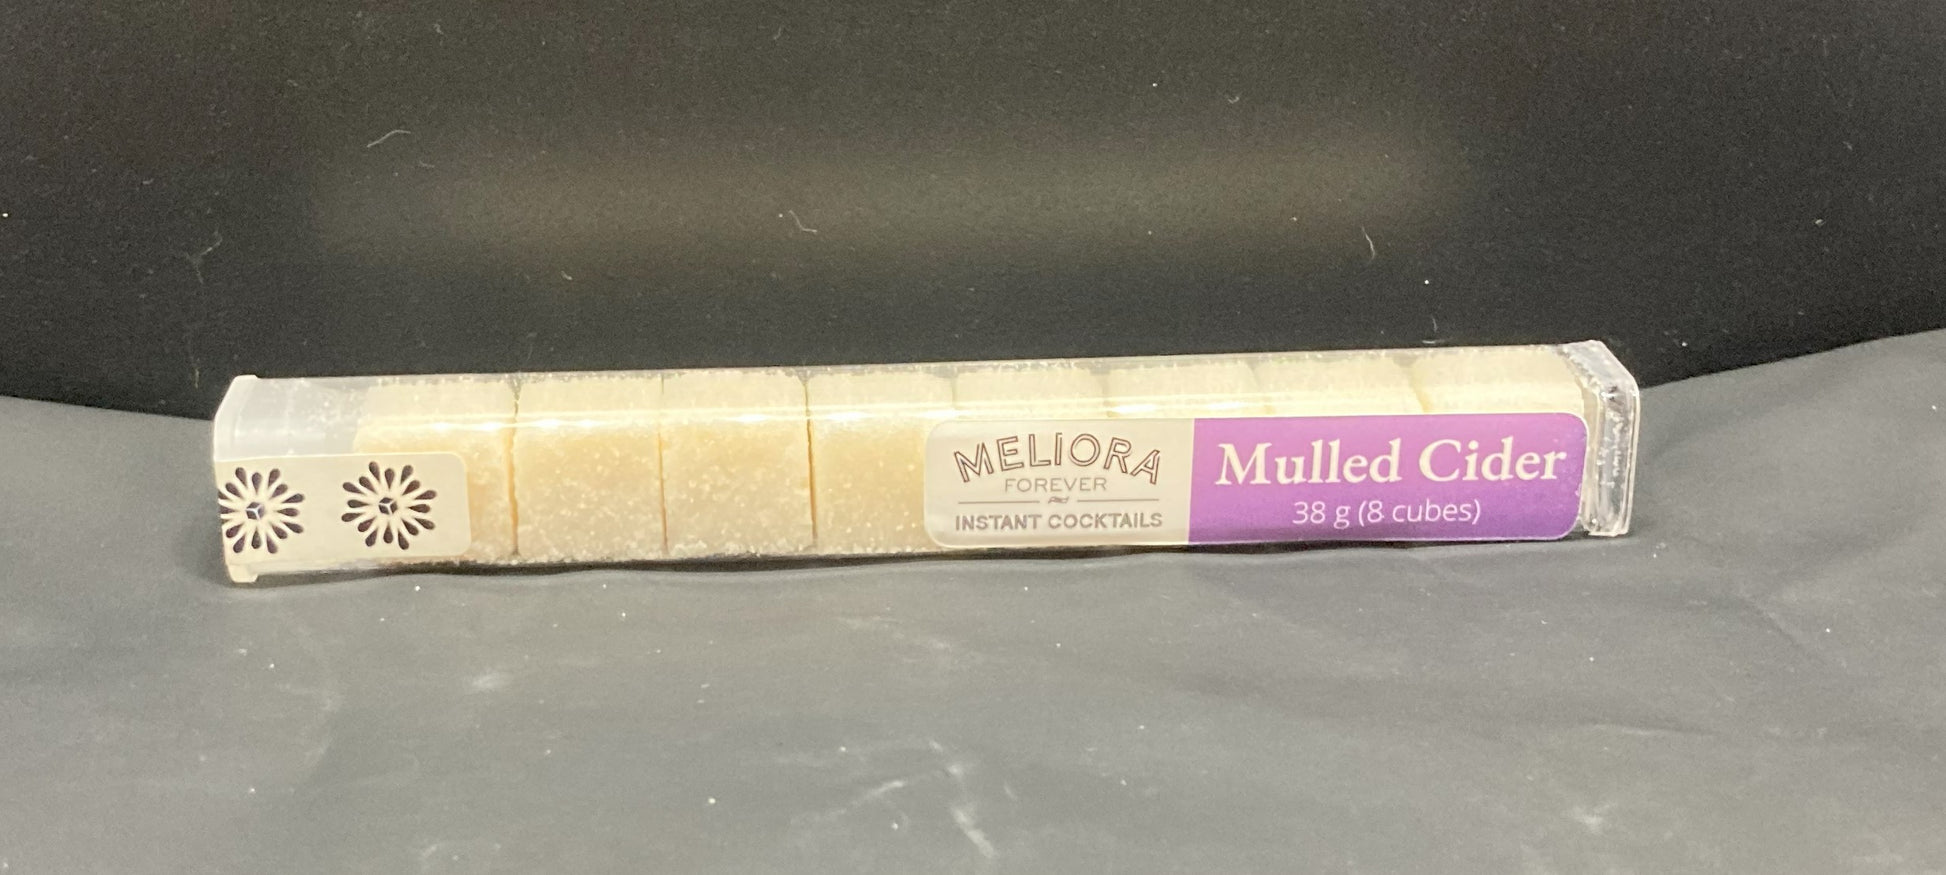 MELIORA
FOREVER
INSTANT COCKTAILS
Mulled Cider
38 g (8 cubes)